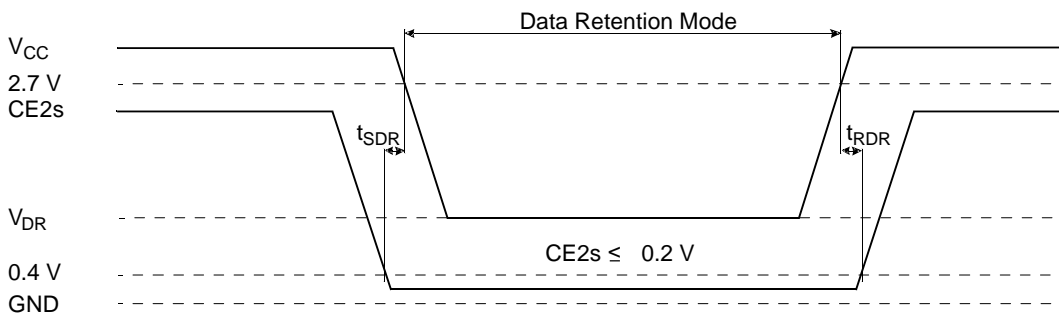 Data Retention Mode
VCC
2.7 V
CE2s
tSDR
tRDR
VDR
CE2s ≤ 0.2 V
0.4 V
GND